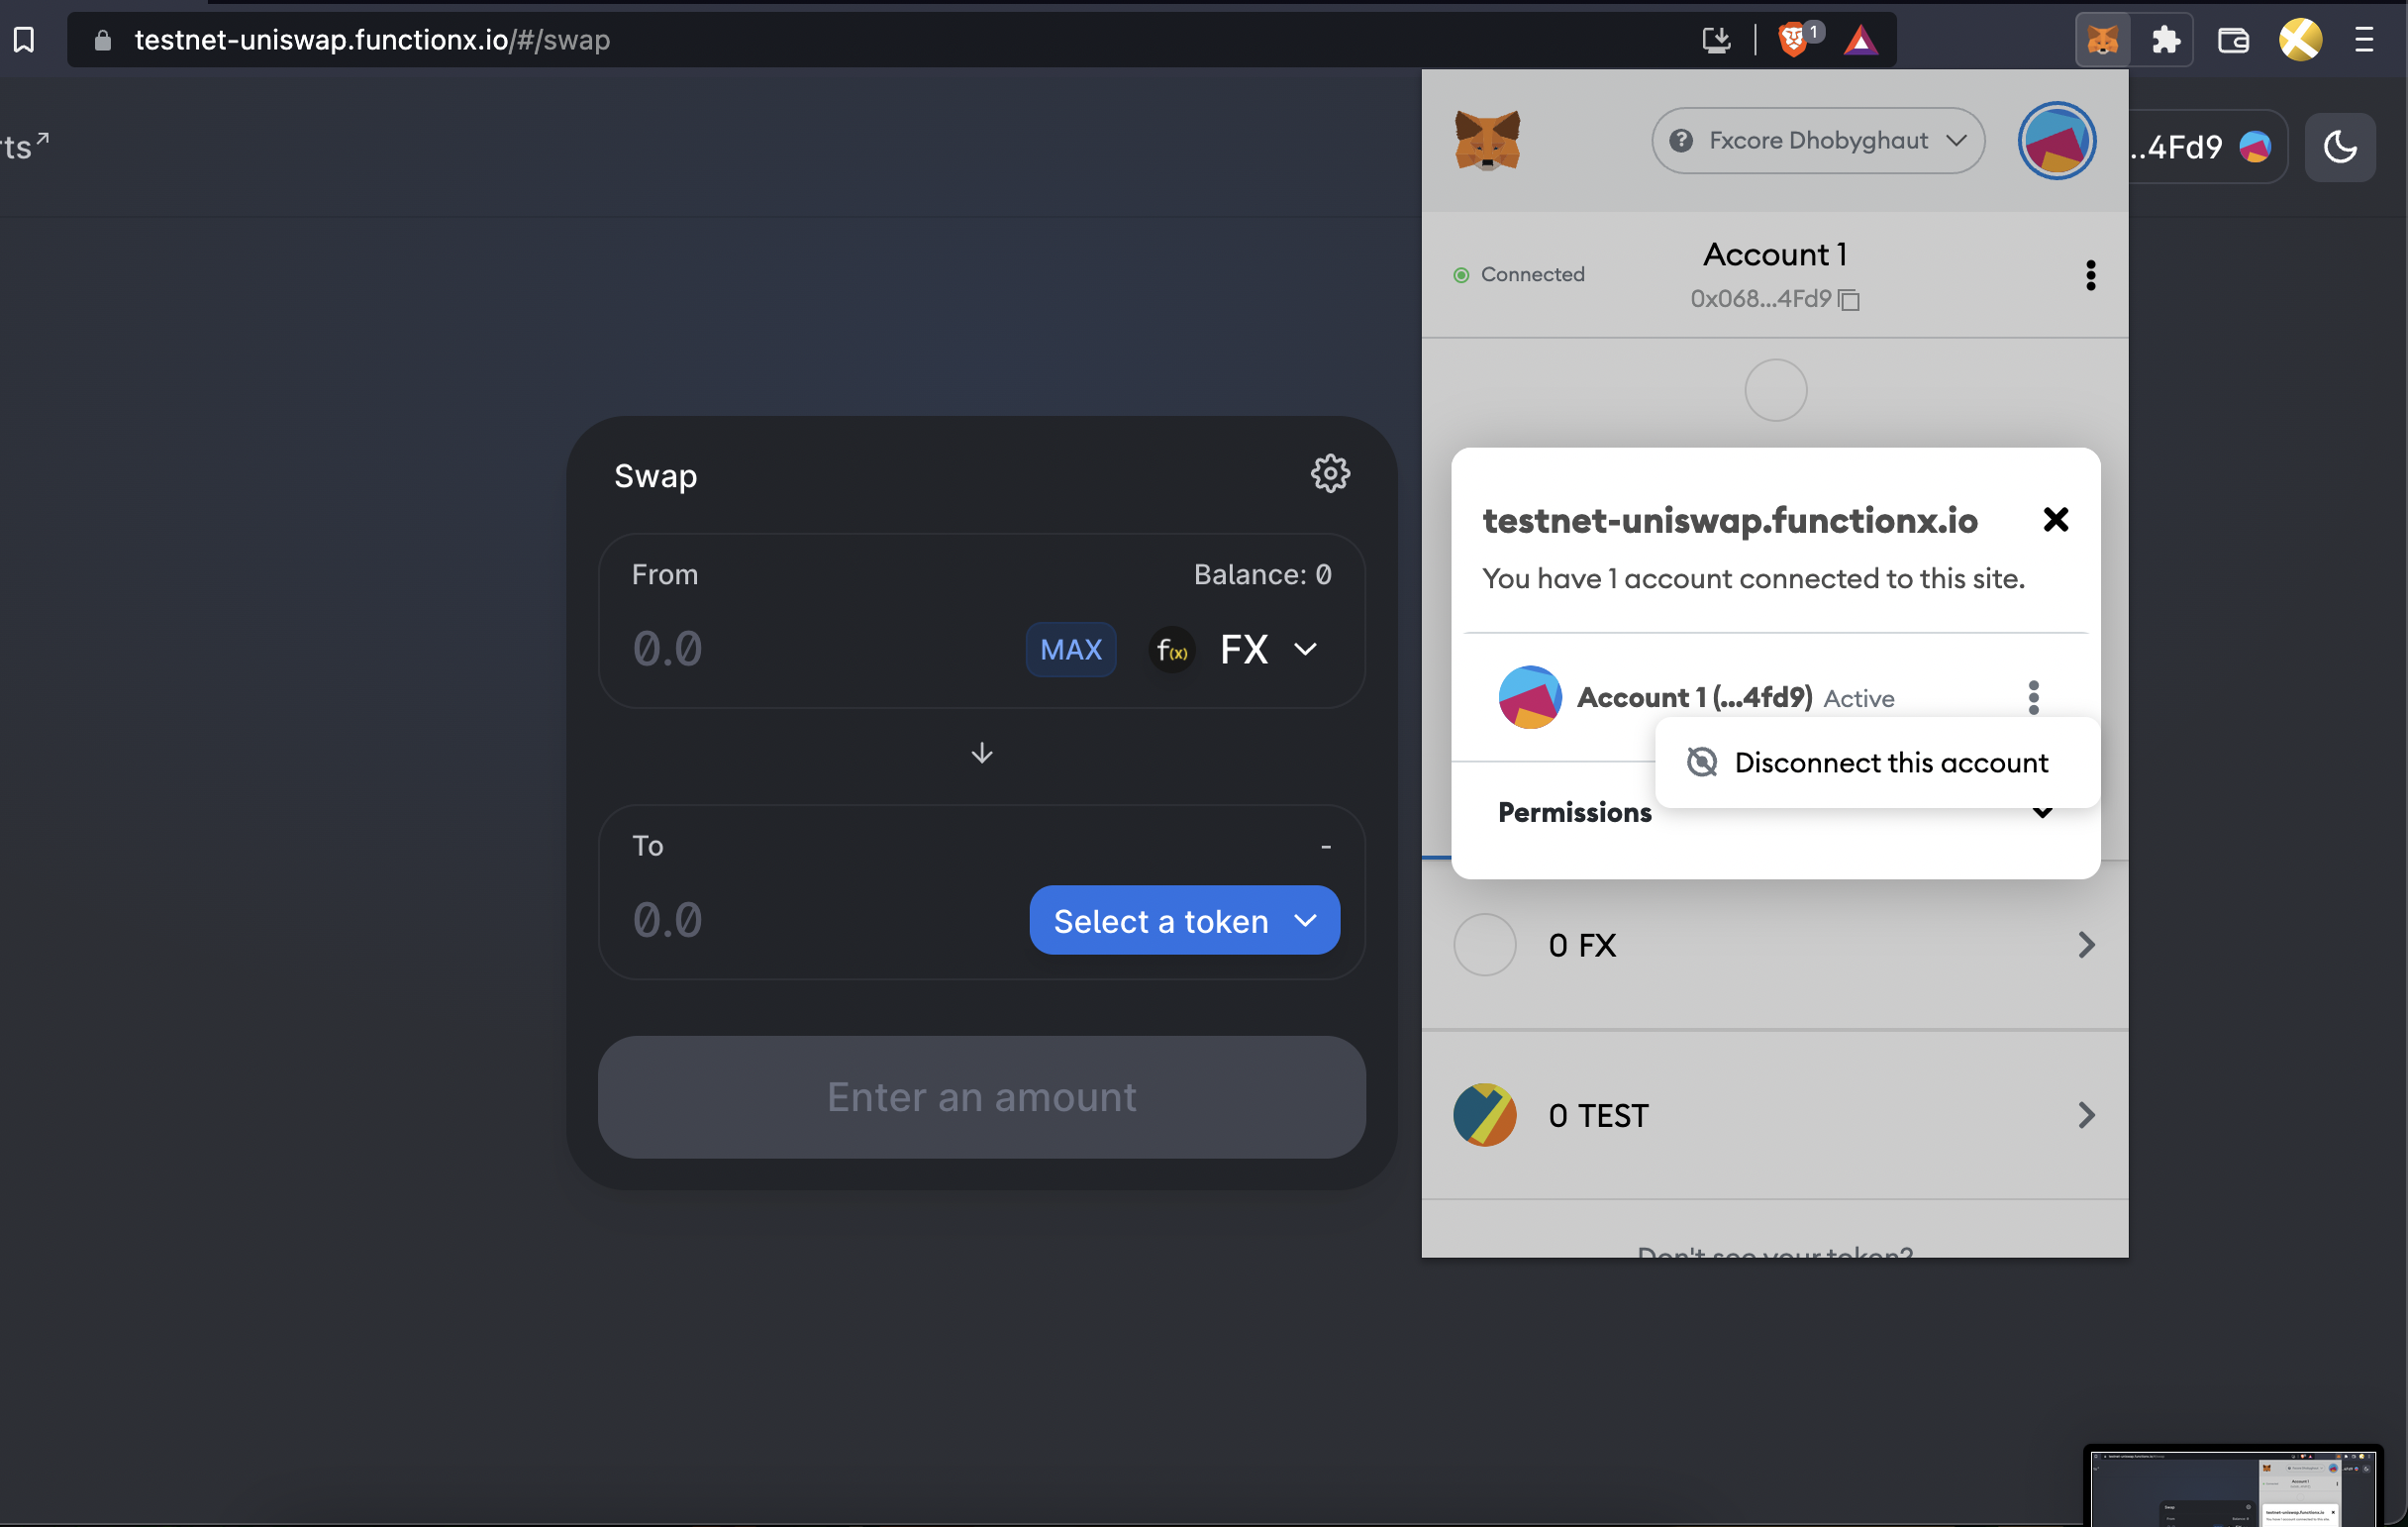 testnet-uniswap.functionx.io/#/swap
1
rts↗
Fxcore Dhobyghaut
...4Fd9
Connected
Account 1
0x068...4Fd9
Swap
From
Balance: 0
0.0
MAX
f(x)
FX
To
-
0.0
Select a token
Enter an amount
testnet-uniswap.functionx.io
You have 1 account connected to this site.
Account 1 (...4fd9) Active
Disconnect this account
Permissions
0 FX
0 TEST
Don't see your token?